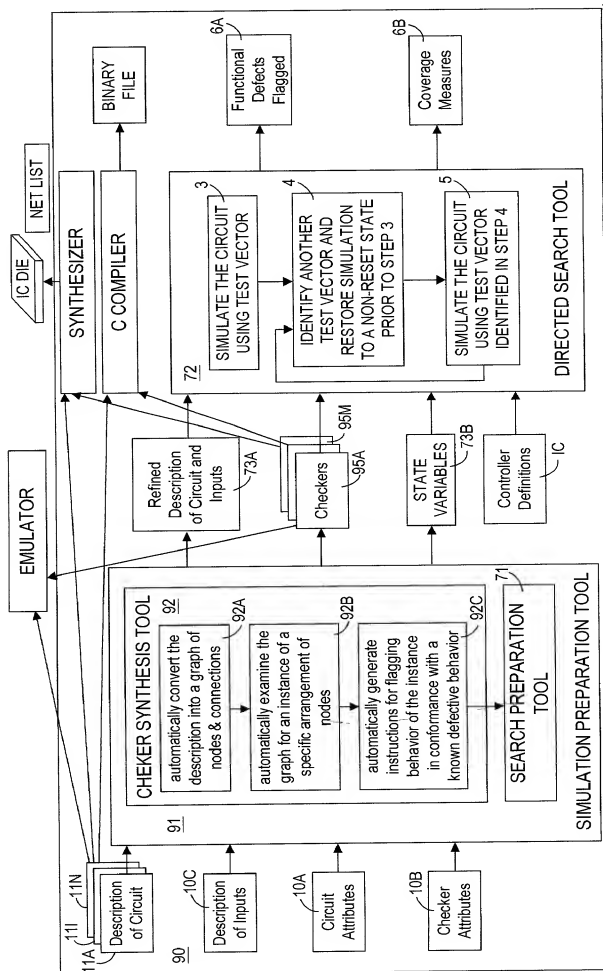 IC DIE
NET LIST
EMULATOR
SYNTHESIZER
C COMPILER
BINARY
FILE
11A
11I
11N
Description of Circuit
90
10C
Description of Inputs
10A
Circuit
Attributes
10B
Checker
Attributes
91
CHEKER SYNTHESIS TOOL
92
92A
automatically convert the
description into a graph of
nodes & connections
92B
automatically examine the
graph for an instance of a
specific arrangement of
nodes
92C
automatically generate
instructions for flagging
behavior of the instance
in conformance with a
known defective behavior
71
SEARCH PREPARATION
TOOL
SIMULATION PREPARATION TOOL
Refined
Description
of Circuit and
Inputs
73A
95M
Checkers
95A
STATE
VARIABLES
73B
Controller
Definitions
IC
72
3
SIMULATE THE CIRCUIT
USING TEST VECTOR
4
IDENTIFY ANOTHER
TEST VECTOR AND
RESTORE SIMULATION
TO A NON-RESET STATE
PRIOR TO STEP 3
5
SIMULATE THE CIRCUIT
USING TEST VECTOR
IDENTIFIED IN STEP 4
DIRECTED SEARCH TOOL
6A
Functional
Defects
Flagged
6B
Coverage
Measures